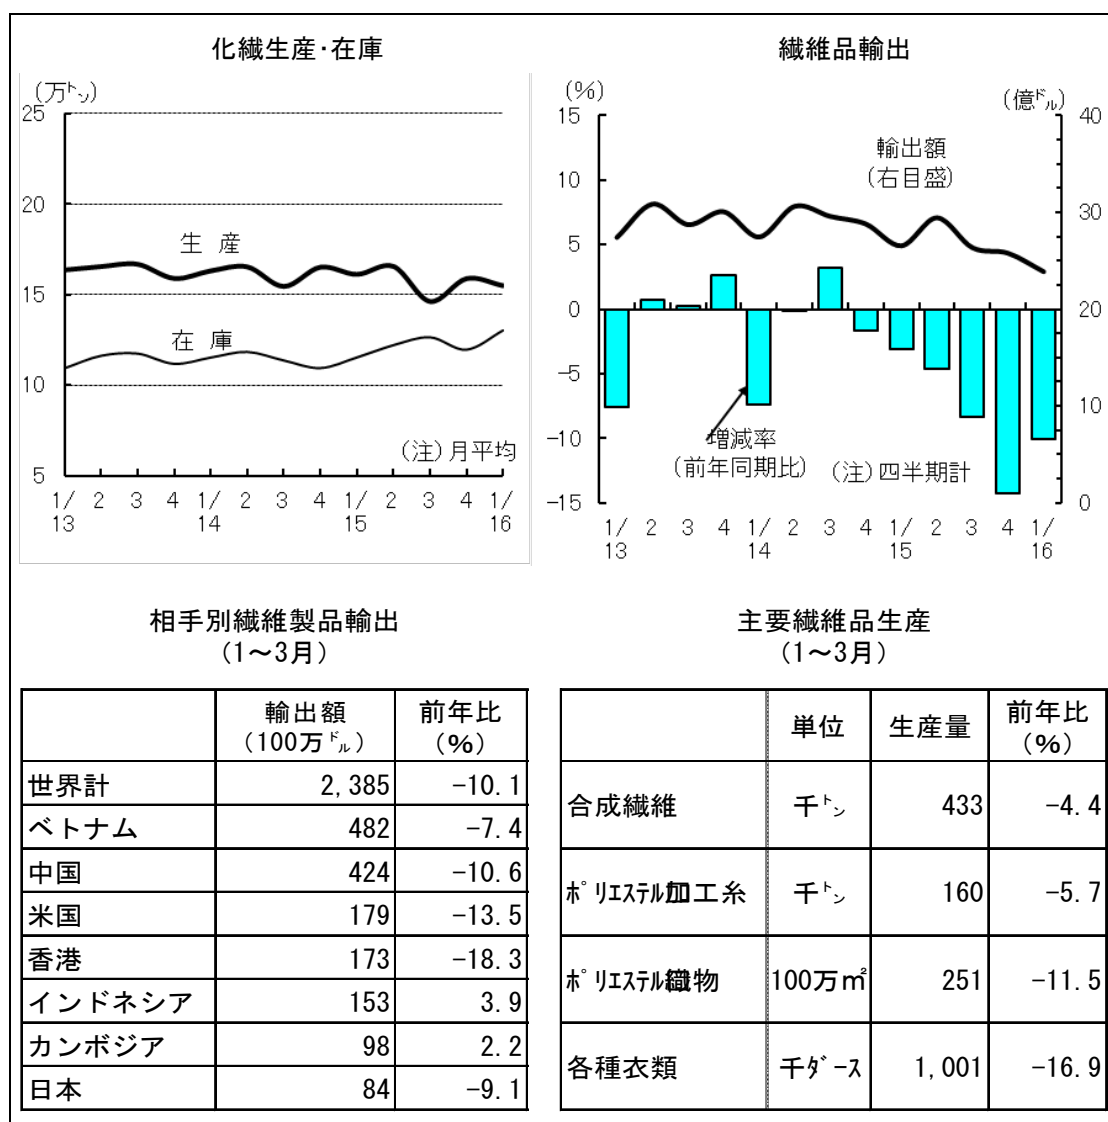 化繊生産・在庫
(万㌧)
25
20
15
10
5
生 産
在 庫
(注)月平均
1/ 2 3 4 1/ 2 3 4 1/ 2 3 4 1/
13 14 15 16
繊維品輸出
(%)
(億㌦)
15
10
5
0
-5
-10
-15
40
30
20
10
0
輸出額
(右目盛)
増減率
(前年同期比)
(注)四半期計
1/ 2 3 4 1/ 2 3 4 1/ 2 3 4 1/
13 14 15 16
相手別繊維製品輸出
(1～3月)
輸出額 前年比
(100万㌦) (%)
世界計 2,385 -10.1
ベトナム 482 -7.4
中国 424 -10.6
米国 179 -13.5
香港 173 -18.3
インドネシア 153 3.9
カンボジア 98 2.2
日本 84 -9.1
主要繊維品生産
(1～3月)
単位 生産量 前年比
(%)
合成繊維 千㌧ 433 -4.4
ﾎﾟﾘｴｽﾃﾙ加工糸 千㌧ 160 -5.7
ﾎﾟﾘｴｽﾃﾙ織物 100万㎡ 251 -11.5
各種衣類 千ﾀﾞｰｽ 1,001 -16.9